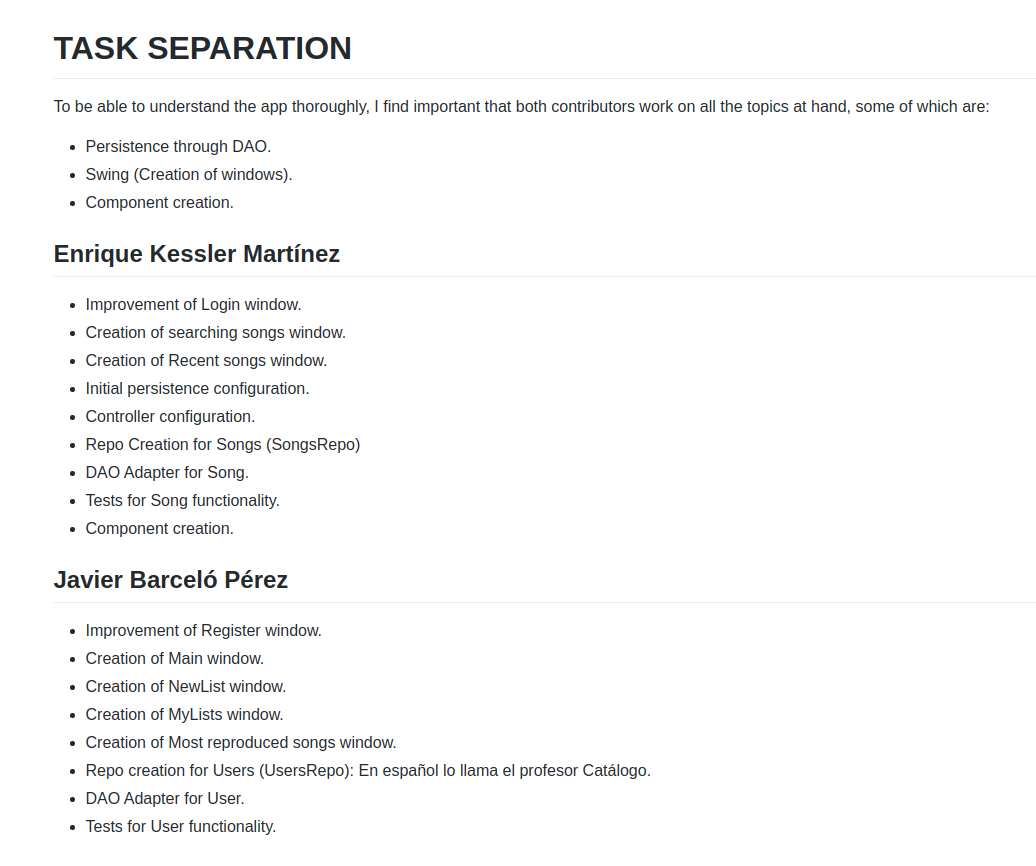 TASK SEPARATION
To be able to understand the app thoroughly, I find important that both contributors work on all the topics at hand, some of which are:
Persistence through DAO.
Swing (Creation of windows).
Component creation.
Enrique Kessler Martínez
Improvement of Login window.
Creation of searching songs window.
Creation of Recent songs window.
Initial persistence configuration.
Controller configuration.
Repo Creation for Songs (SongsRepo)
DAO Adapter for Song.
Tests for Song functionality.
Component creation.
Javier Barceló Pérez
Improvement of Register window.
Creation of Main window.
Creation of NewList window.
Creation of MyLists window.
Creation of Most reproduced songs window.
Repo creation for Users (UsersRepo): En español lo llama el profesor Catálogo.
DAO Adapter for User.
Tests for User functionality.